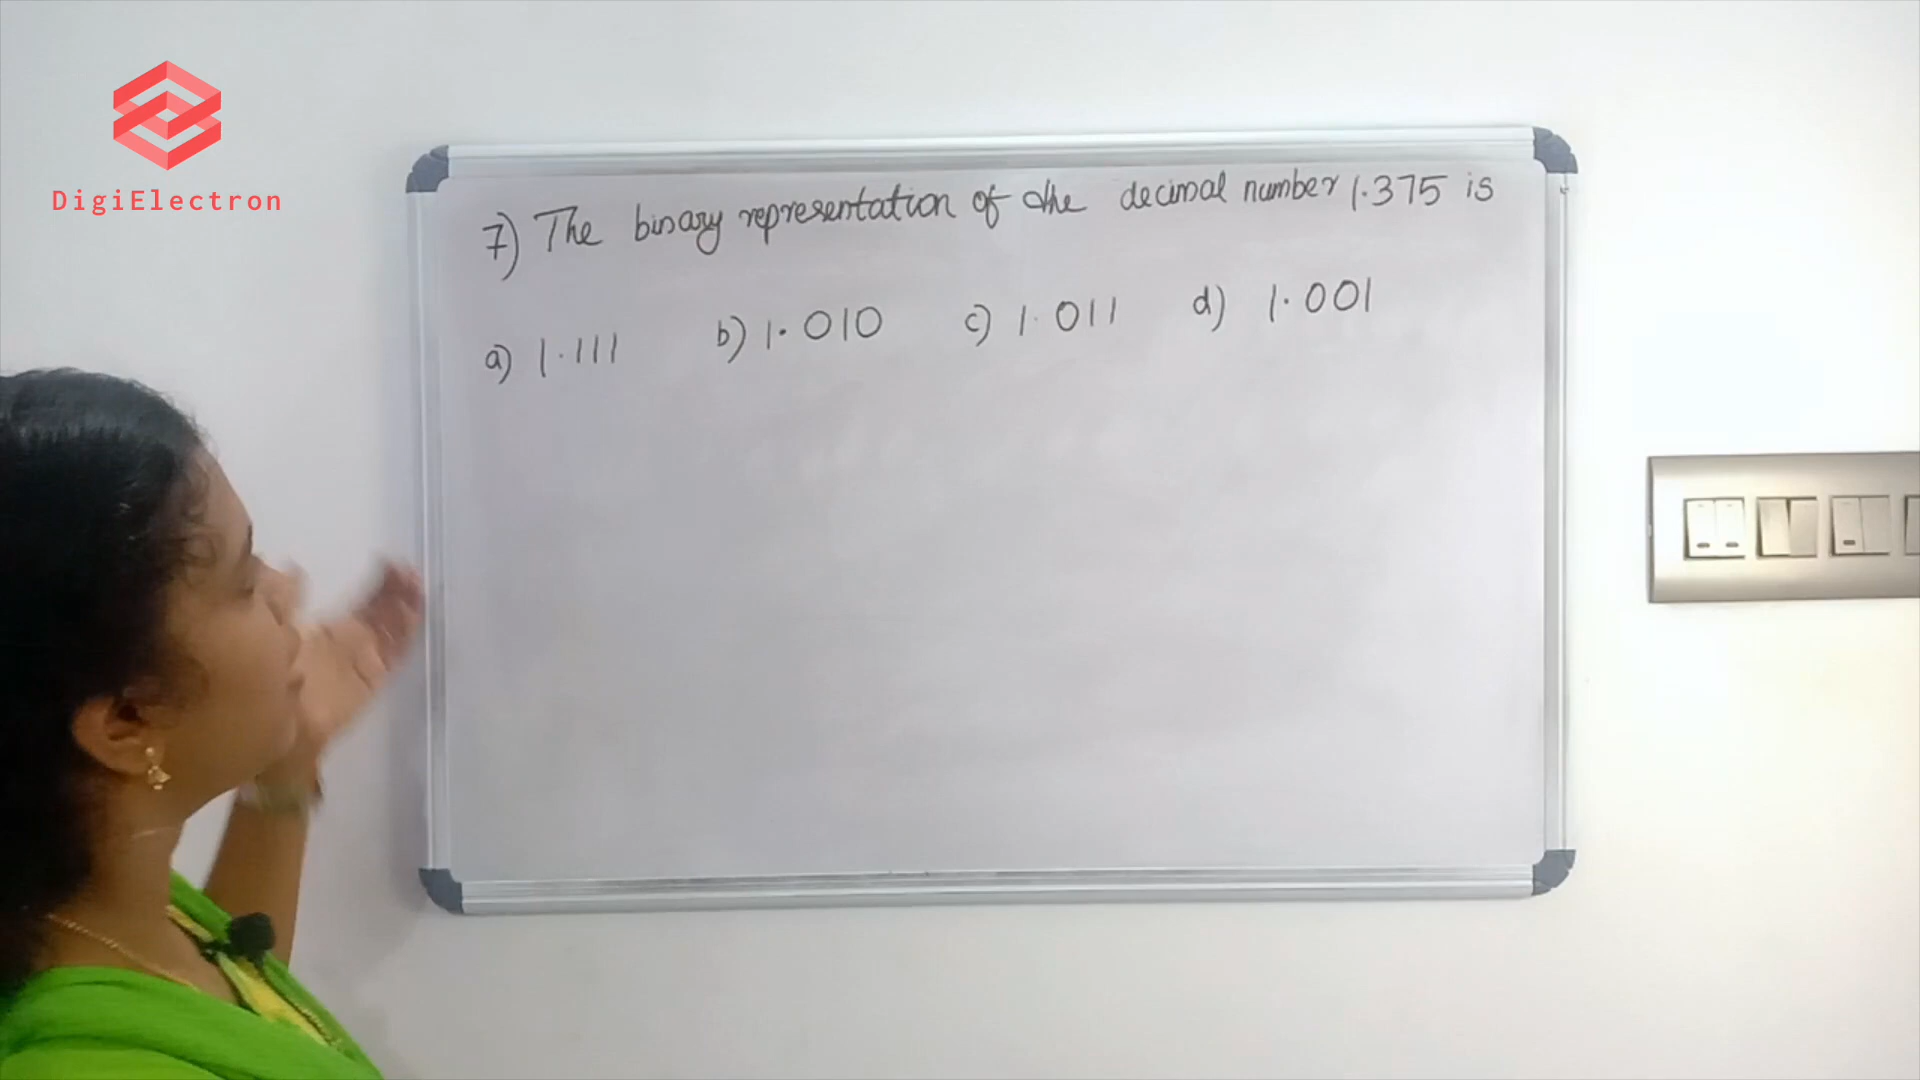 DigiElectron
7) The binary representation of the decimal number 1.375 is
a) 1.111 b) 1.010 c) 1.011 d) 1.001